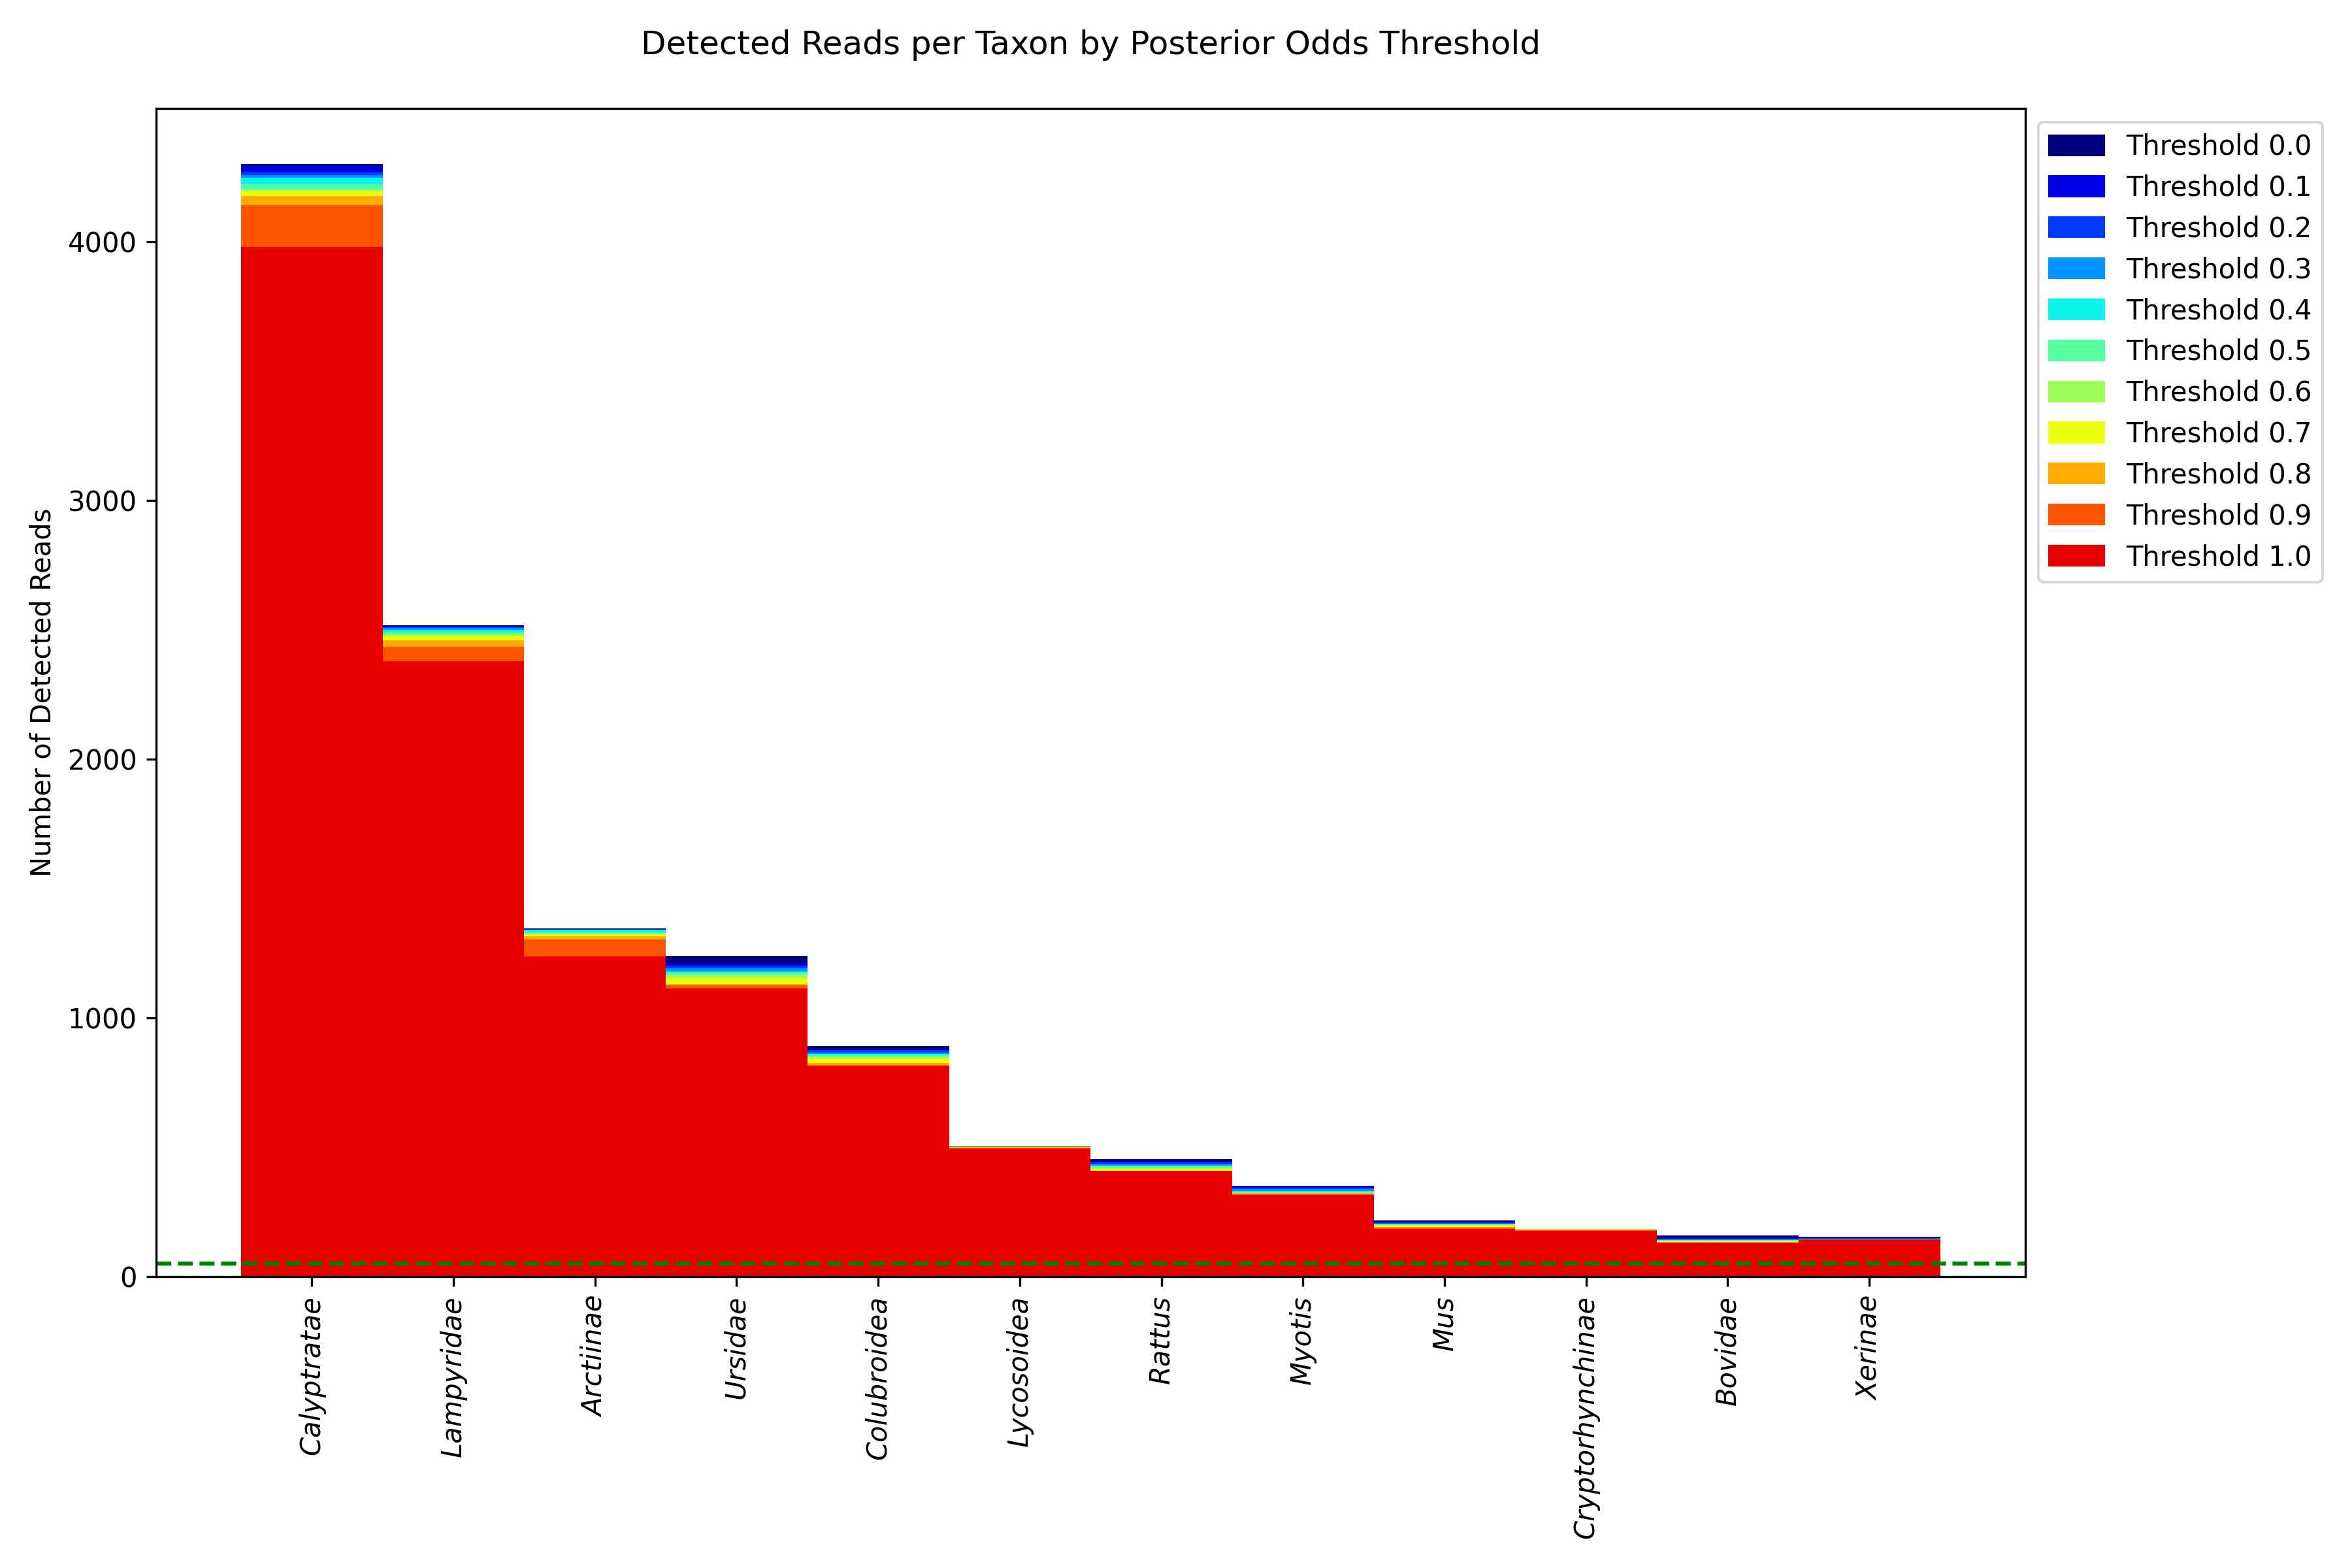 Detected Reads per Taxon by Posterior Odds Threshold
Number of Detected Reads
4000
3000
2000
1000
0
Calyptratae
Lampyridae
Arctiinae
Ursidae
Colubroidea
Lycosoidea
Rattus
Myotis
Mus
Cryptorhynchinae
Bovidae
Xerinae
Threshold 0.0
Threshold 0.1
Threshold 0.2
Threshold 0.3
Threshold 0.4
Threshold 0.5
Threshold 0.6
Threshold 0.7
Threshold 0.8
Threshold 0.9
Threshold 1.0